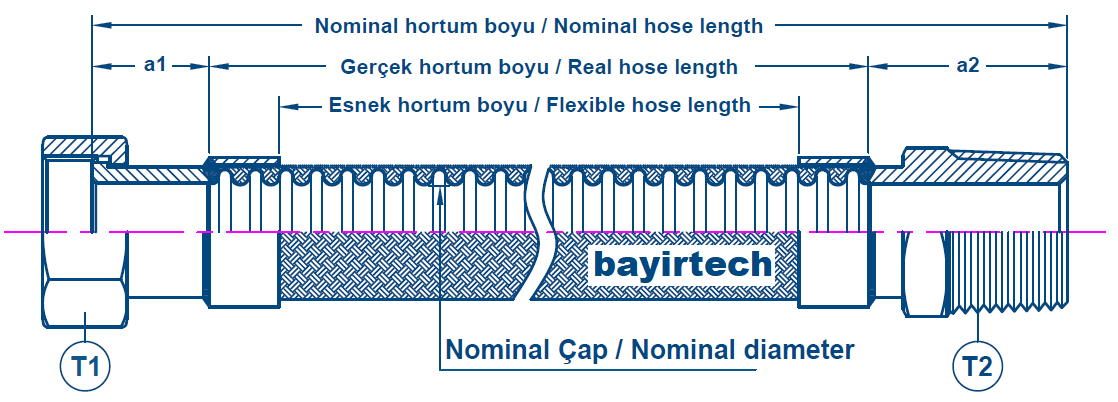 Nominal hortum boyu / Nominal hose length
a1
Gerçek hortum boyu / Real hose length
a2
Esnek hortum boyu / Flexible hose length
bayirtech
Nominal Çap / Nominal diameter
T1
T2